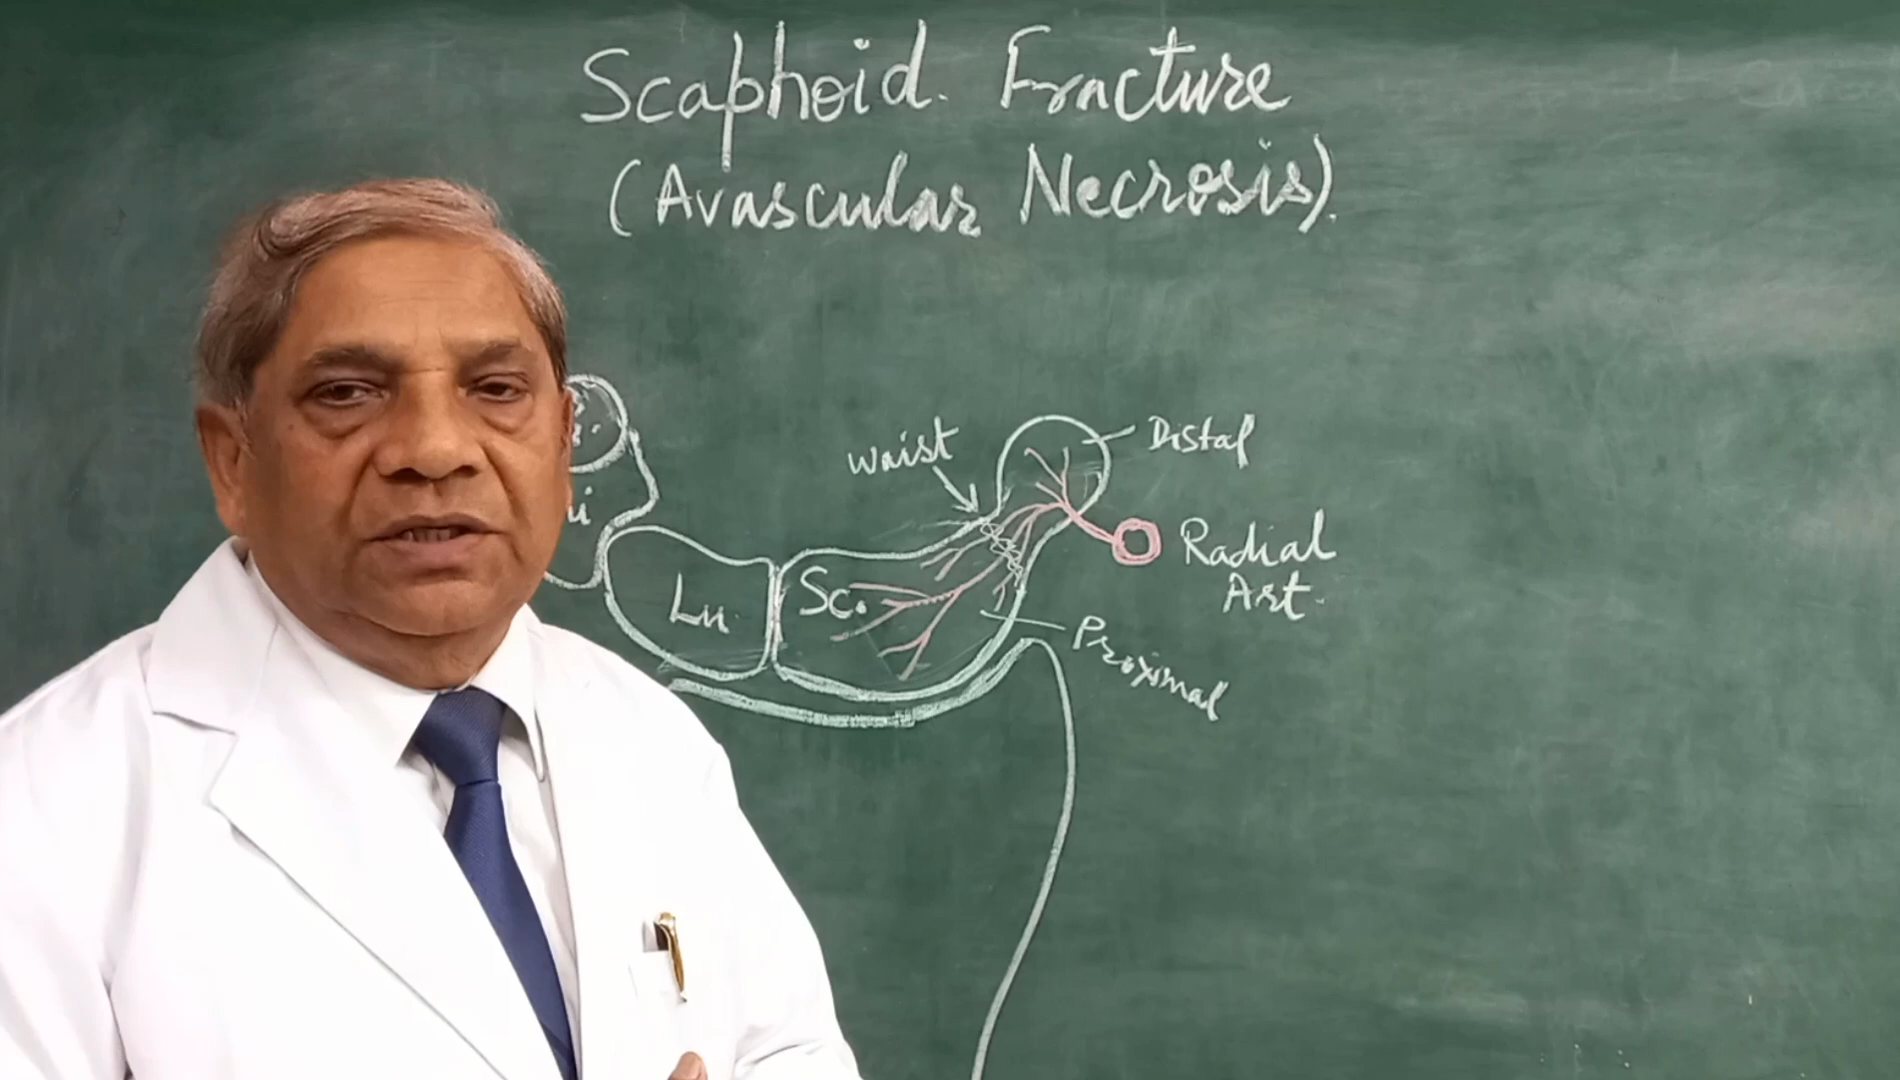 Scaphoid. Fracture
(Avascular Necrosis).
waist
Distal
Radial
Art.
Lu.
Sc.
Proximal